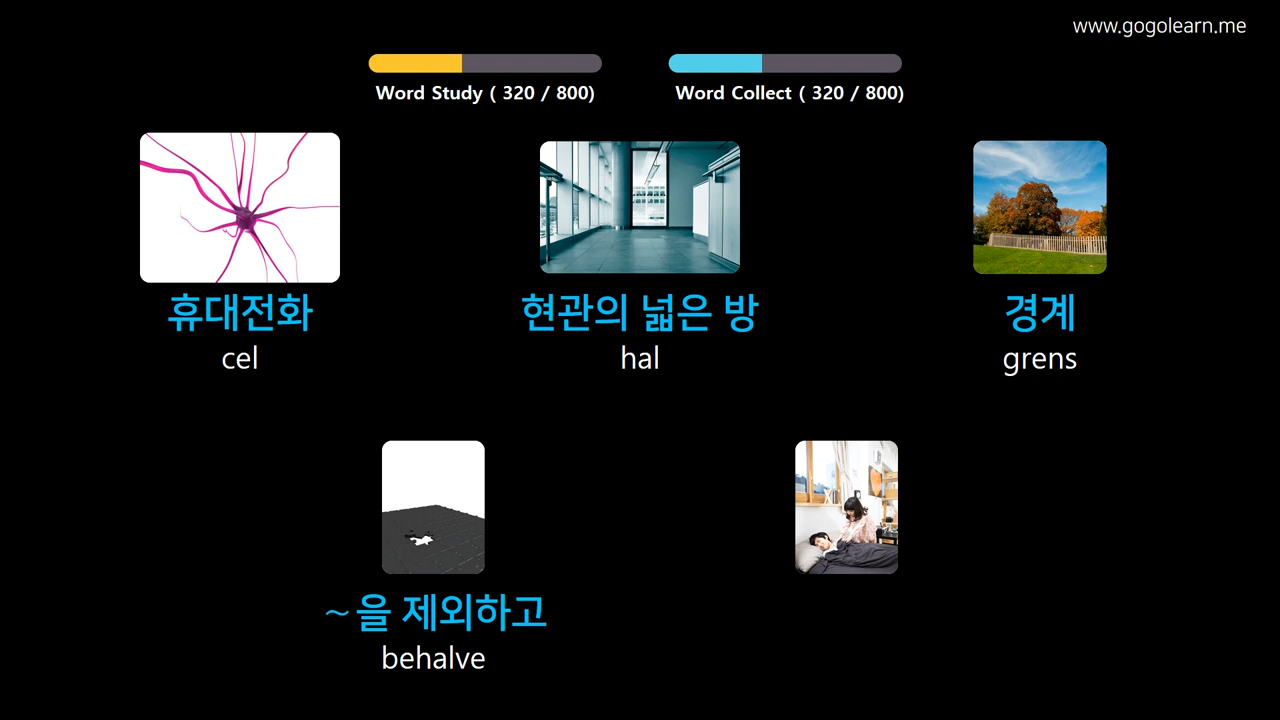 www.gogolearn.me
Word Study ( 320 / 800)
Word Collect ( 320 / 800)
휴대전화
cel
현관의 넓은 방
hal
경계
grens
~을 제외하고
behalve